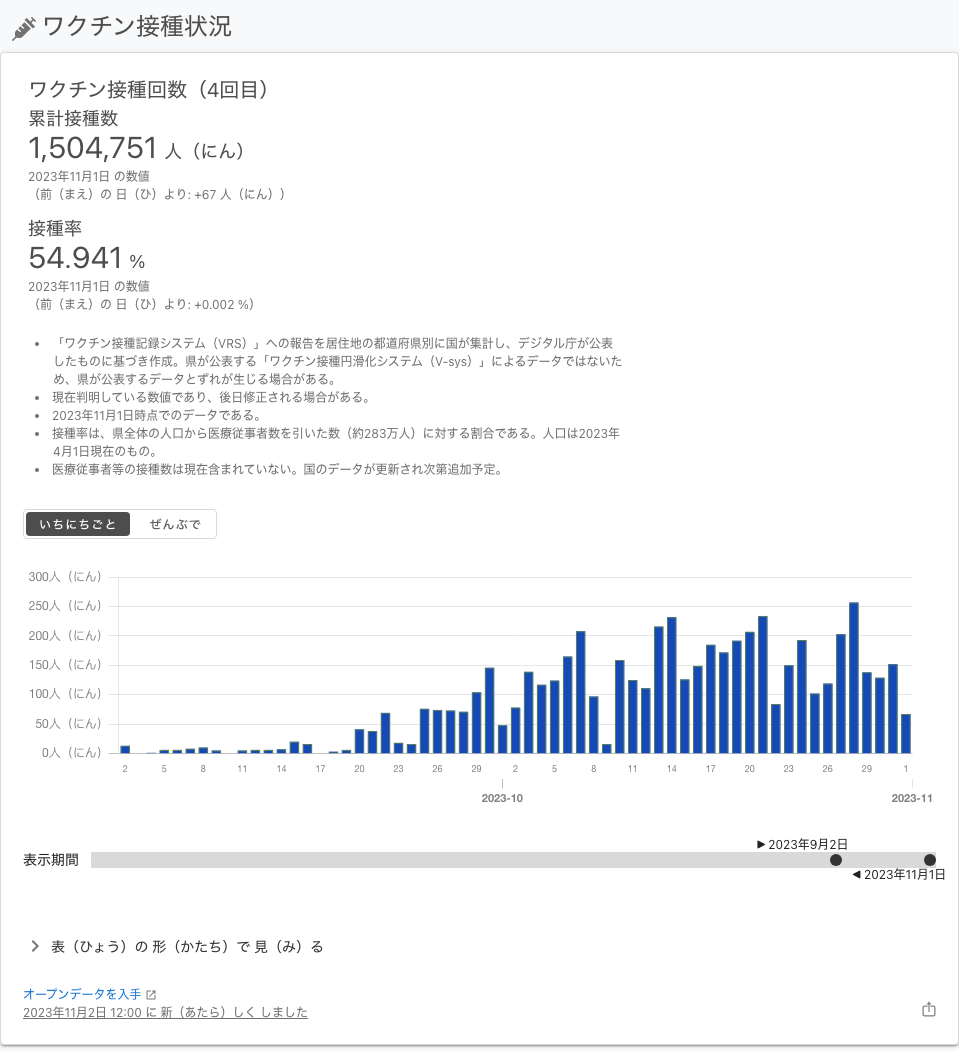 ワクチン接種状況
ワクチン接種回数（4回目）
累計接種数
1,504,751 人（にん）
2023年11月1日 の数値
（前（まえ）の 日（ひ）より: +67 人（にん））
接種率
54.941 %
2023年11月1日 の数値
（前（まえ）の 日（ひ）より: +0.002 %）
• 「ワクチン接種記録システム（VRS）」への報告を居住地の都道府県別に国が集計し、デジタル庁が公表
したものに基づき作成。県が公表する「ワクチン接種円滑化システム（V-sys）」によるデータではないた
め、県が公表するデータとずれが生じる場合がある。
• 現在判明している数値であり、後日修正される場合がある。
• 2023年11月1日時点でのデータである。
• 接種率は、県全体の人口から医療従事者数を引いた数（約283万人）に対する割合である。人口は2023年
4月1日現在のもの。
• 医療従事者等の接種数は現在含まれていない。国のデータが更新され次第追加予定。
いちにちごと ぜんぶで
300人（にん）
250人（にん）
200人（にん）
150人（にん）
100人（にん）
50人（にん）
0人（にん）
2 5 8 11 14 17 20 23 26 29 2 5 8 11 14 17 20 23 26 29 1
2023-10 2023-11
▶ 2023年9月2日
表示期間
◀ 2023年11月1日
表（ひょう）の 形（かたち）で 見（み）る
オープンデータを入手
2023年11月2日 12:00 に 新（あたら）しく しました